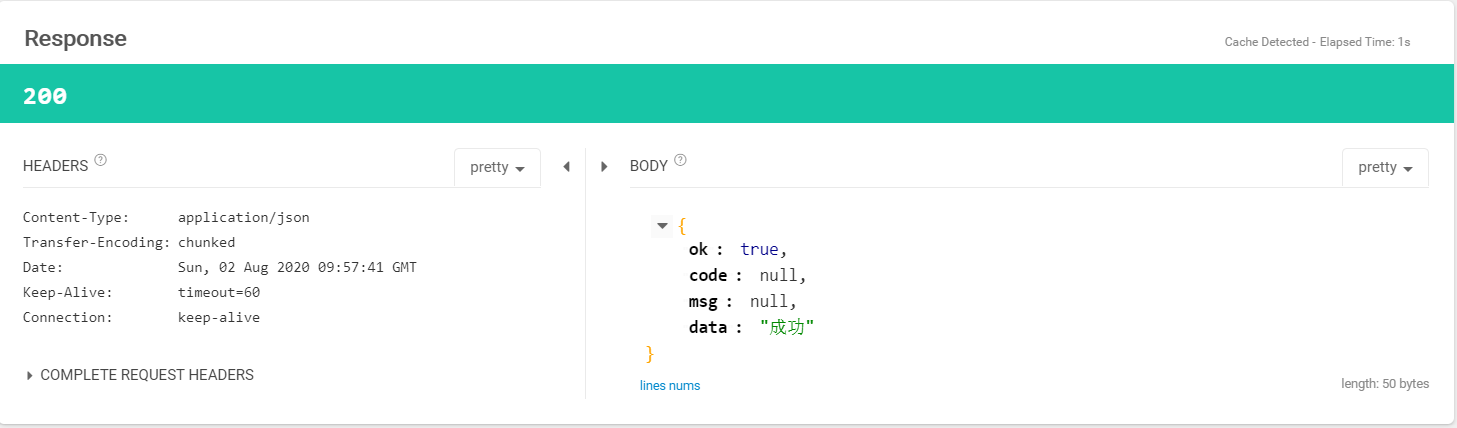 Response
Cache Detected - Elapsed Time: 1s
200
HEADERS ? pretty
Content-Type: application/json
Transfer-Encoding: chunked
Date: Sun, 02 Aug 2020 09:57:41 GMT
Keep-Alive: timeout=60
Connection: keep-alive
COMPLETE REQUEST HEADERS
BODY ? pretty
{
ok : true,
code : null,
msg : null,
data : "成功"
}
lines nums
length: 50 bytes